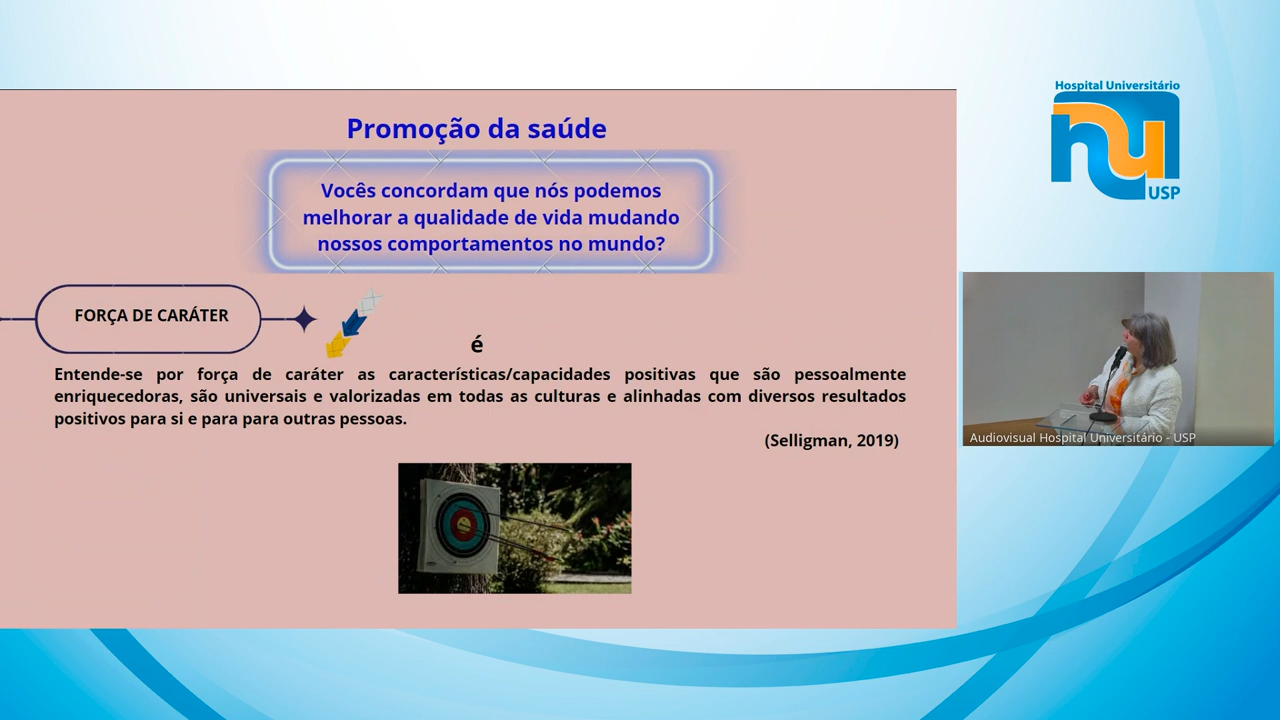 Promoção da saúde
Vocês concordam que nós podemos
melhorar a qualidade de vida mudando
nossos comportamentos no mundo?
FORÇA DE CARÁTER
é
Entende-se por força de caráter as características/capacidades positivas que são pessoalmente
enriquecedoras, são universais e valorizadas em todas as culturas e alinhadas com diversos resultados
positivos para si e para para outras pessoas.
(Selligman, 2019)
Hospital Universitário
hu
USP
Audiovisual Hospital Universitário - USP